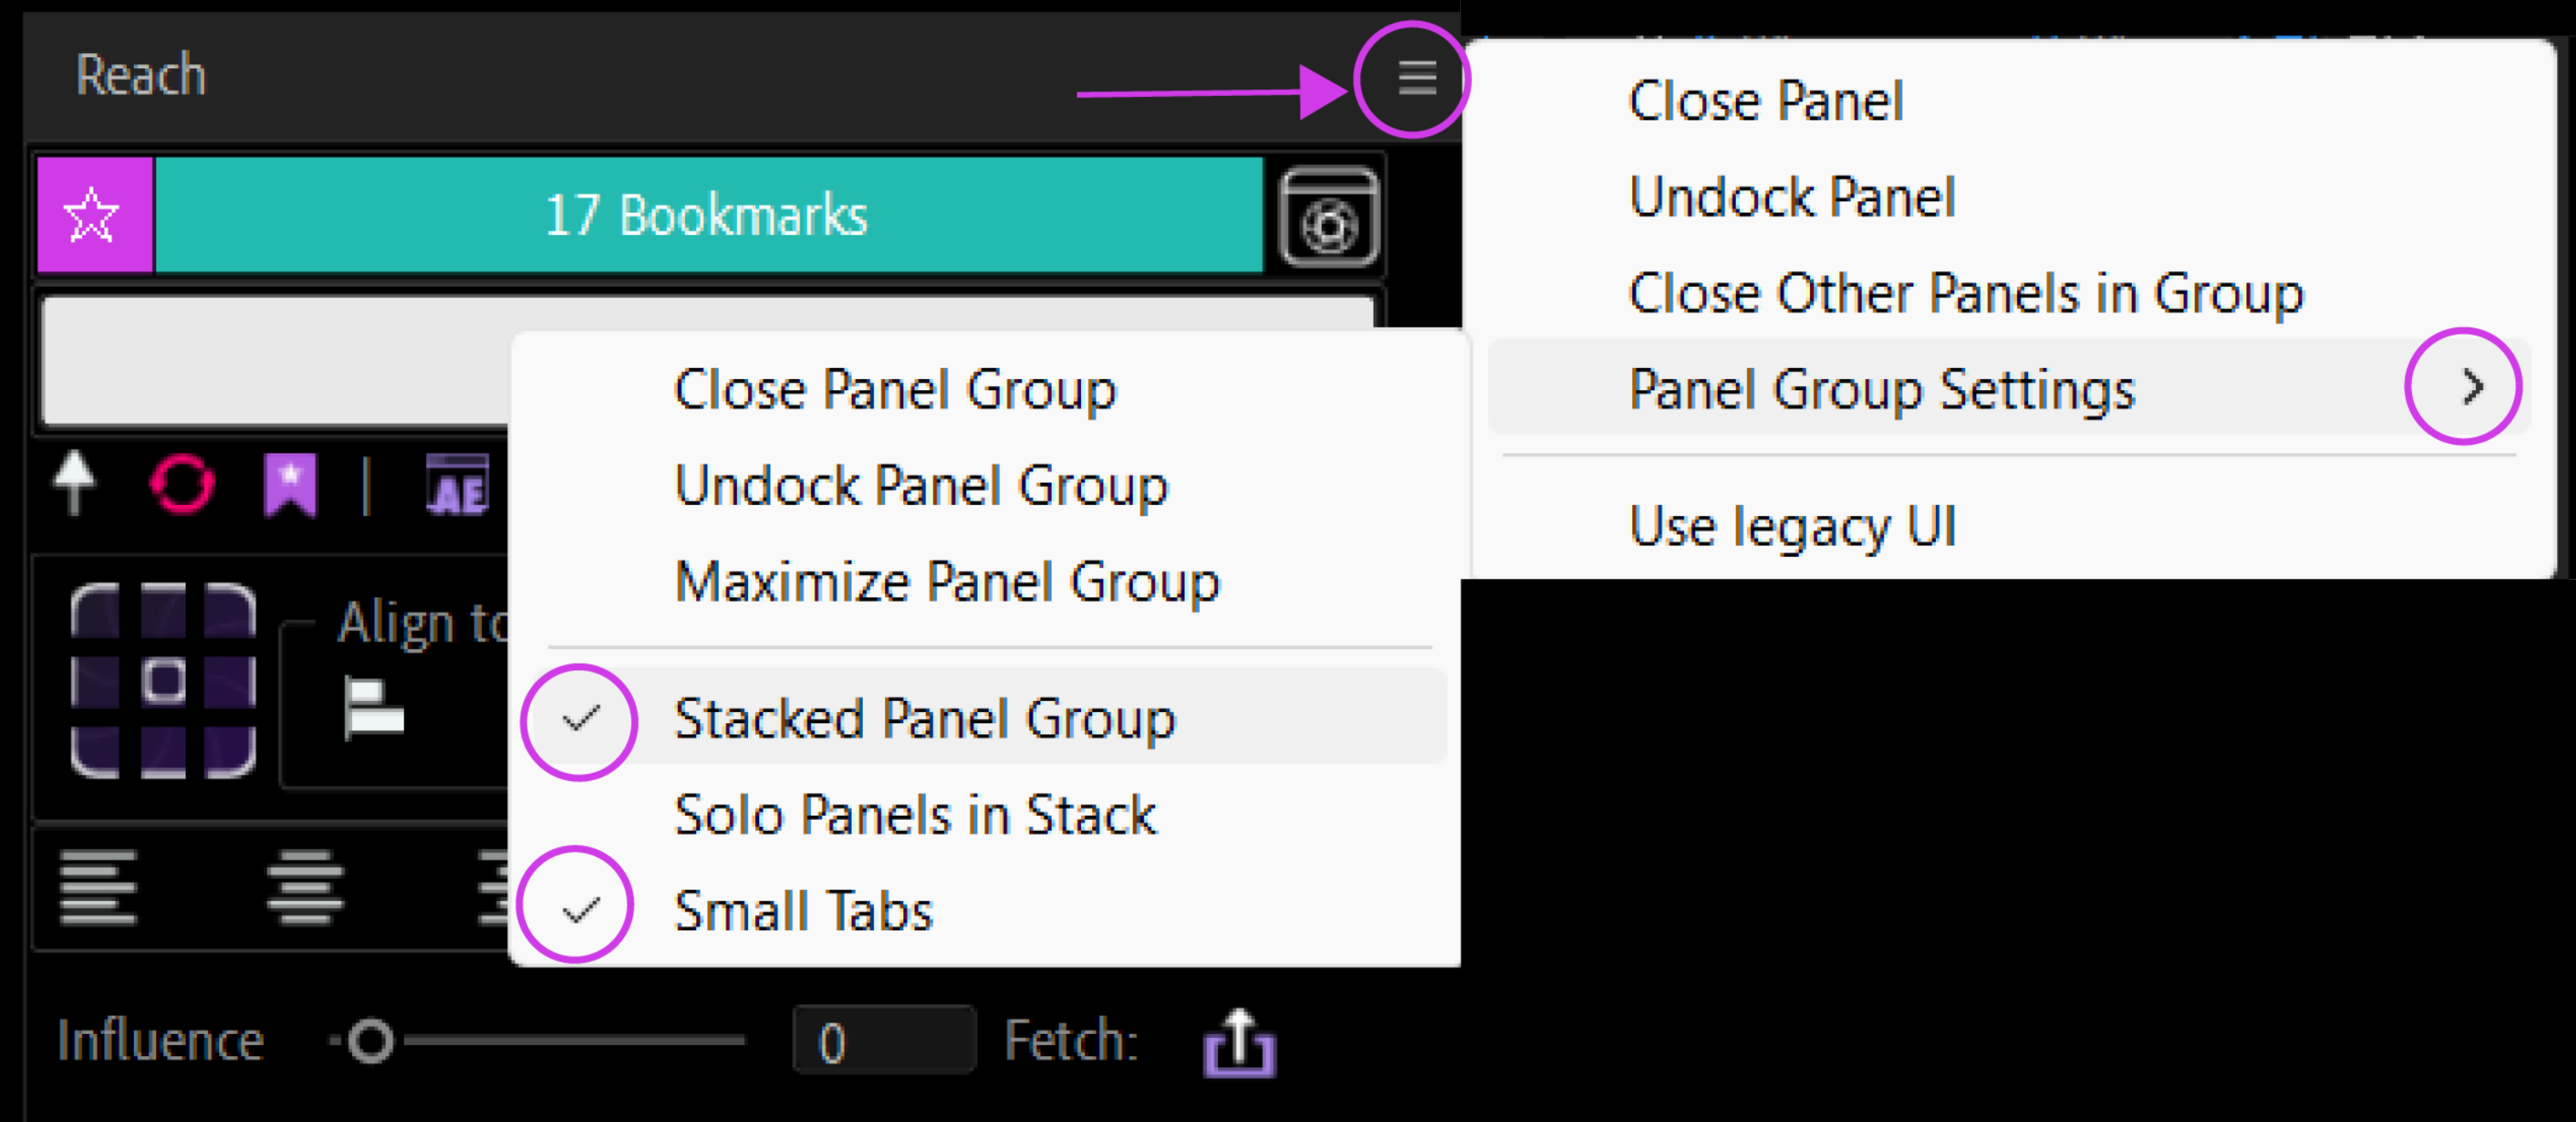 Reach
17 Bookmarks
Close Panel
Undock Panel
Close Other Panels in Group
Panel Group Settings
Use legacy UI
Close Panel Group
Undock Panel Group
Maximize Panel Group
Stacked Panel Group
Solo Panels in Stack
Small Tabs
AE
Align to
Influence 0 Fetch: